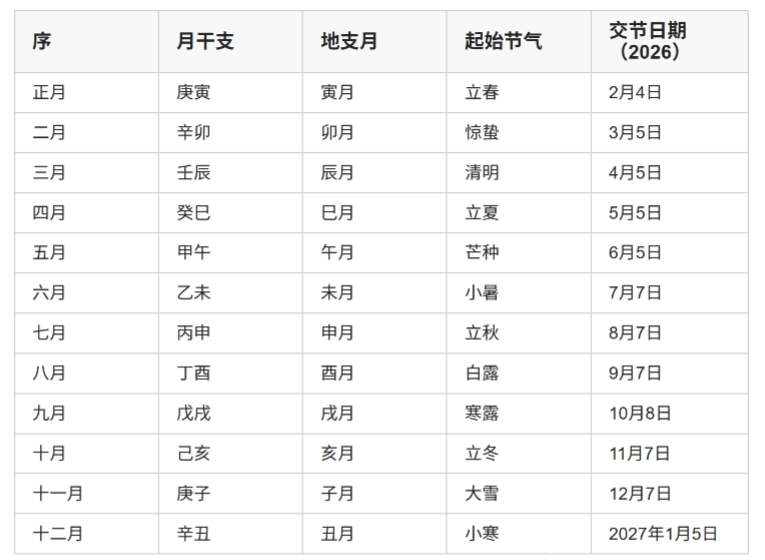 序 月干支 地支月 起始节气 交节日期
（2026）
正月 庚寅 寅月 立春 2月4日
二月 辛卯 卯月 惊蛰 3月5日
三月 壬辰 辰月 清明 4月5日
四月 癸巳 巳月 立夏 5月5日
五月 甲午 午月 芒种 6月5日
六月 乙未 未月 小暑 7月7日
七月 丙申 申月 立秋 8月7日
八月 丁酉 酉月 白露 9月7日
九月 戊戌 戌月 寒露 10月8日
十月 己亥 亥月 立冬 11月7日
十一月 庚子 子月 大雪 12月7日
十二月 辛丑 丑月 小寒 2027年1月5日